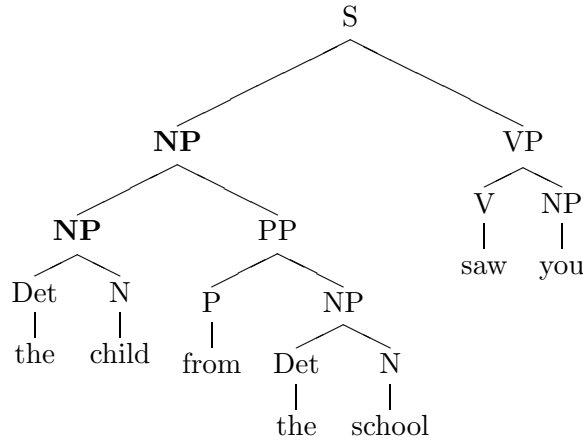 S
NP VP
NP PP V NP
saw you
Det N P NP
the child from Det N
the school